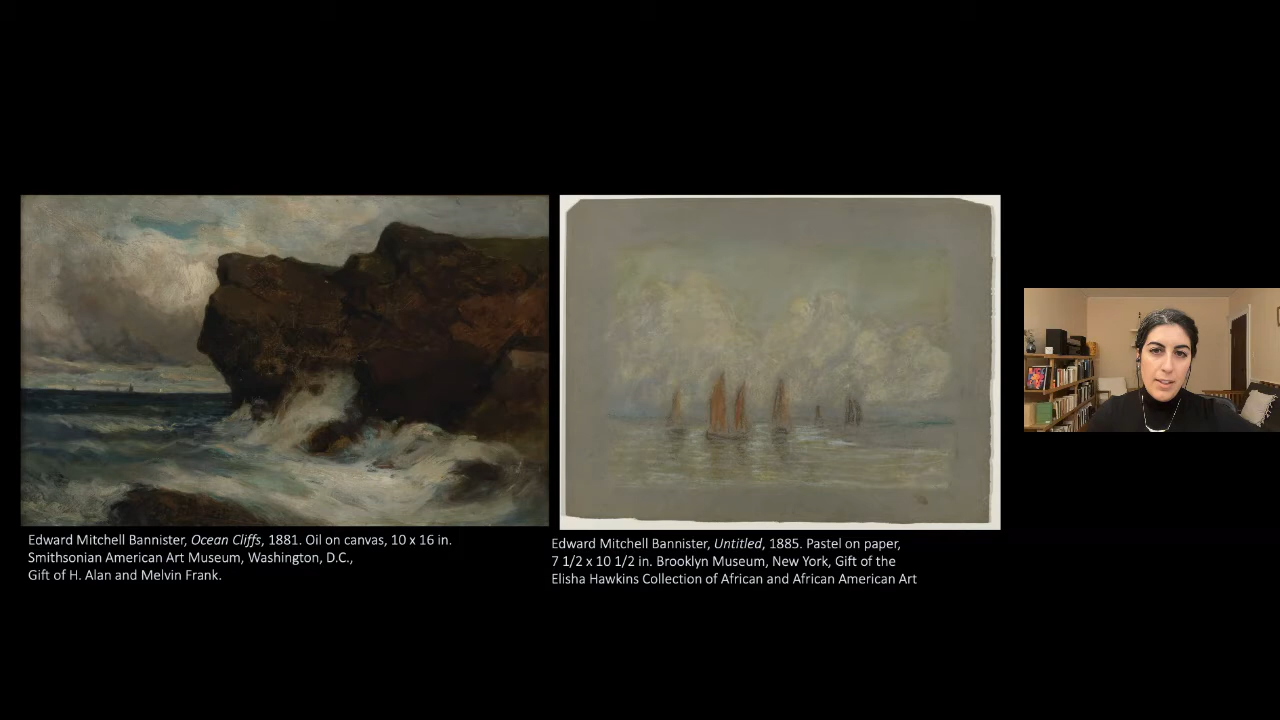 Edward Mitchell Bannister, Ocean Cliffs, 1881. Oil on canvas, 10 x 16 in.
Smithsonian American Art Museum, Washington, D.C.,
Gift of H. Alan and Melvin Frank.
Edward Mitchell Bannister, Untitled, 1885. Pastel on paper,
7 1/2 x 10 1/2 in. Brooklyn Museum, New York, Gift of the
Elisha Hawkins Collection of African and African American Art